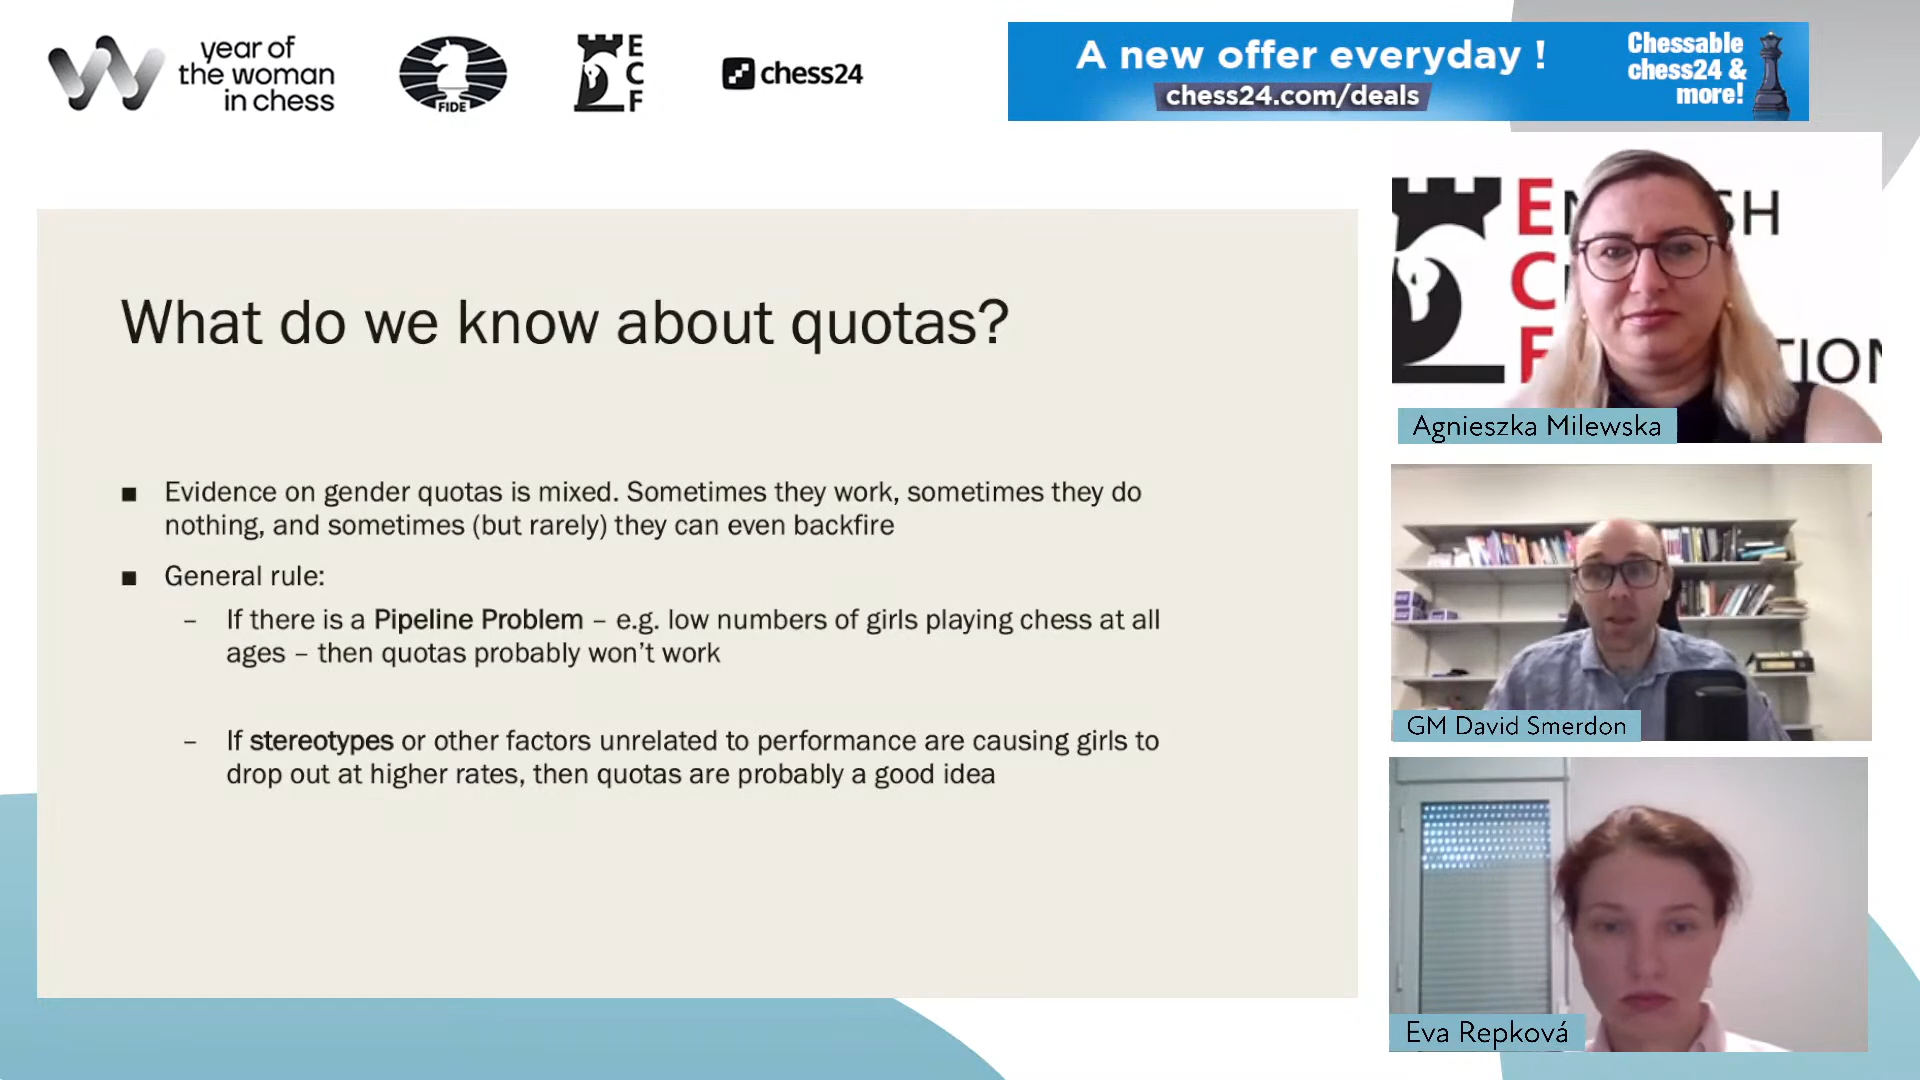 year of
the woman
in chess
FIDE
E
C
F
chess24
A new offer everyday !
chess24.com/deals
Chessable
chess24 &
more!
What do we know about quotas?
■ Evidence on gender quotas is mixed. Sometimes they work, sometimes they do
nothing, and sometimes (but rarely) they can even backfire
■ General rule:
– If there is a Pipeline Problem – e.g. low numbers of girls playing chess at all
ages – then quotas probably won't work
– If stereotypes or other factors unrelated to performance are causing girls to
drop out at higher rates, then quotas are probably a good idea
Agnieszka Milewska
GM David Smerdon
Eva Repková